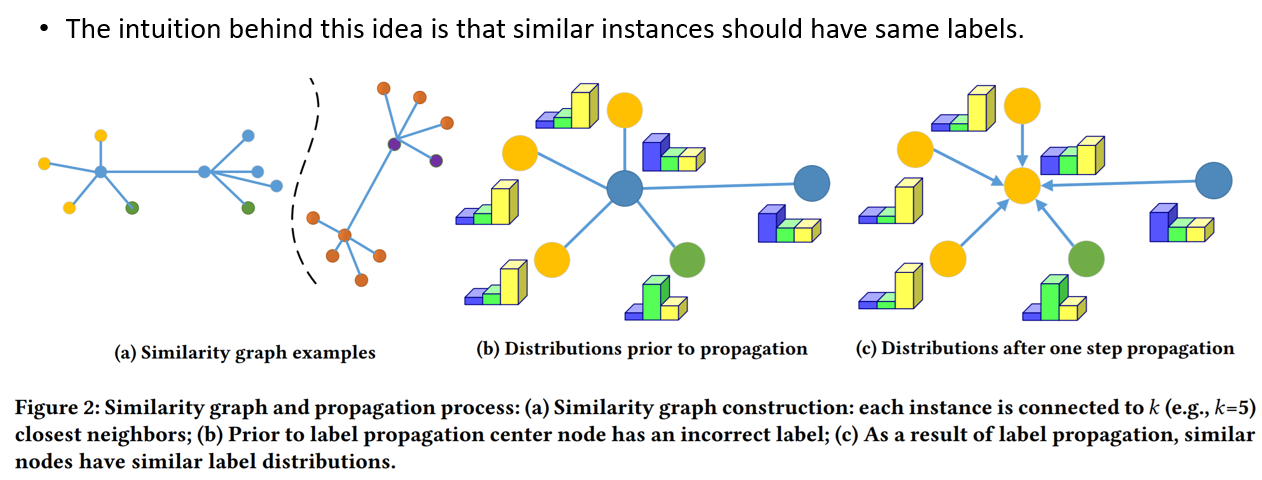 • The intuition behind this idea is that similar instances should have same labels.
(a) Similarity graph examples
(b) Distributions prior to propagation
(c) Distributions after one step propagation
Figure 2: Similarity graph and propagation process: (a) Similarity graph construction: each instance is connected to k (e.g., k=5)
closest neighbors; (b) Prior to label propagation center node has an incorrect label; (c) As a result of label propagation, similar
nodes have similar label distributions.